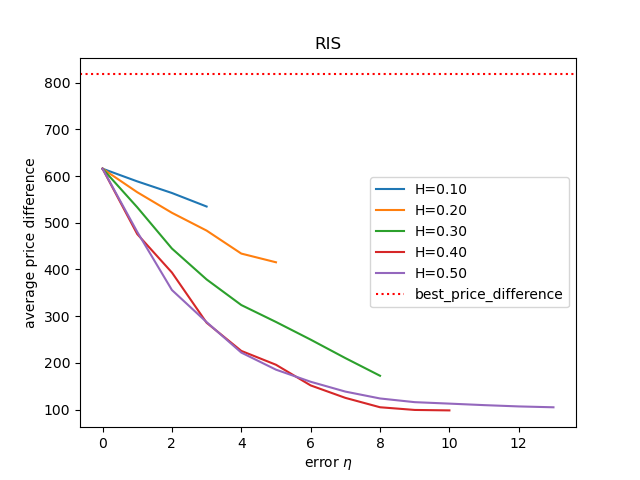 RIS
average price difference
800
700
600
500
400
300
200
100
0
2
4
6
8
10
12
error η
H=0.10
H=0.20
H=0.30
H=0.40
H=0.50
best_price_difference